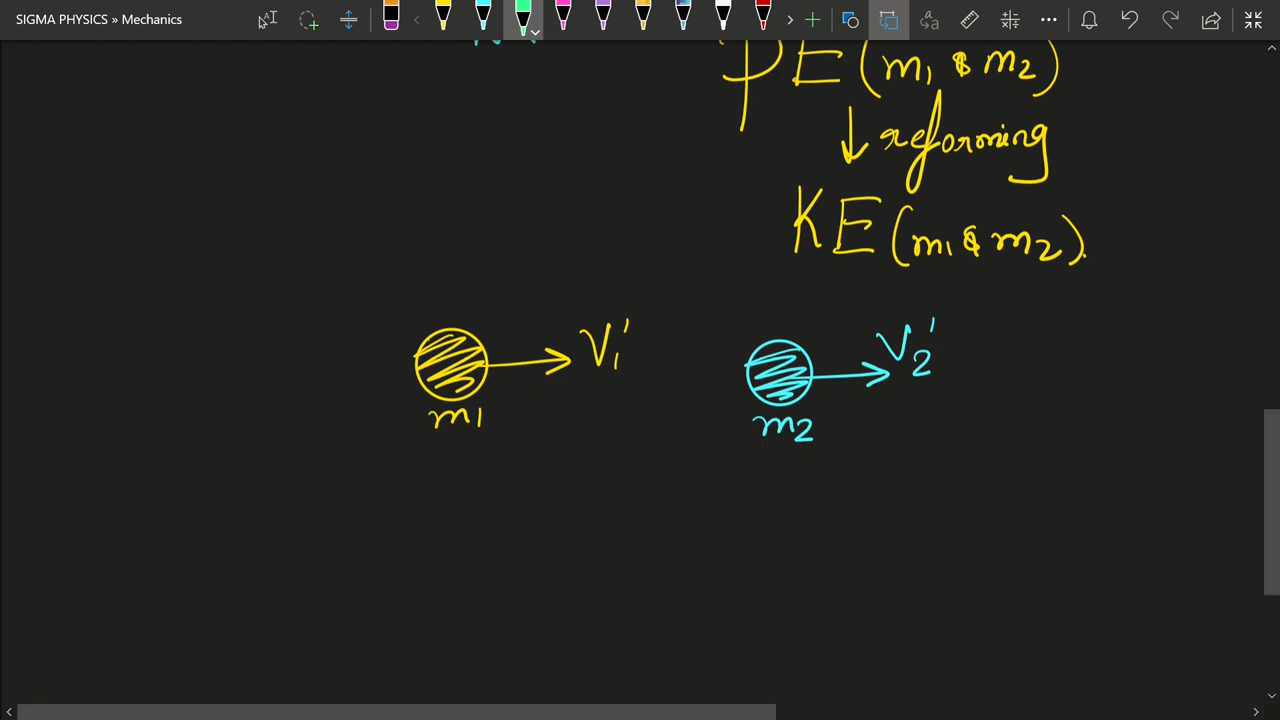 SIGMA PHYSICS » Mechanics
PE (m1 & m2)
↓ reforming
KE (m1 & m2).
V1'
V2'
m1
m2